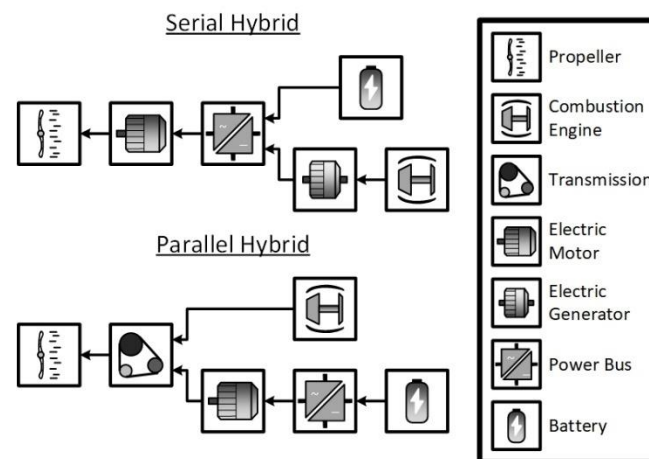 Serial Hybrid
Parallel Hybrid
Propeller
Combustion
Engine
Transmission
Electric
Motor
Electric
Generator
Power Bus
Battery